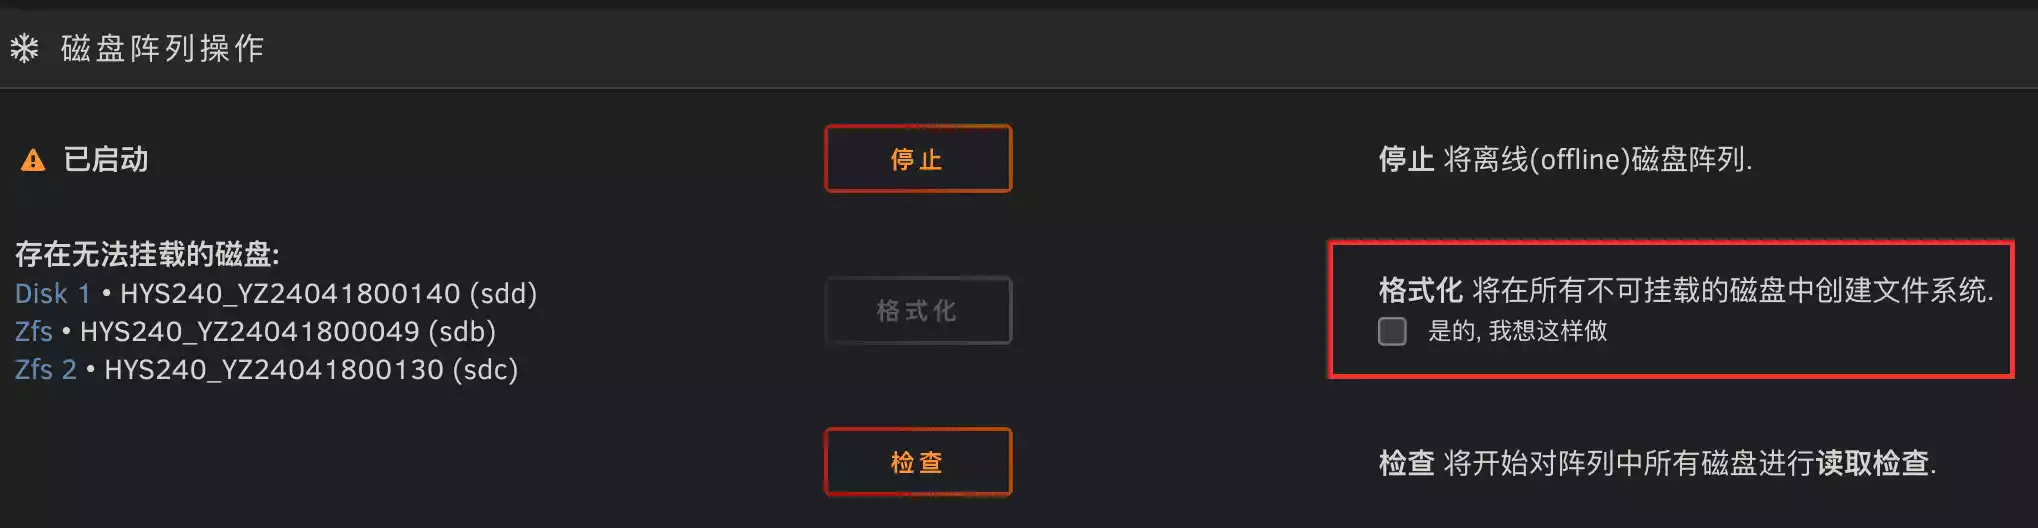 磁盘阵列操作
已启动
停止
停止 将离线(offline)磁盘阵列.
存在无法挂载的磁盘:
Disk 1 • HYS240_YZ24041800140 (sdd)
Zfs • HYS240_YZ24041800049 (sdb)
Zfs 2 • HYS240_YZ24041800130 (sdc)
格式化
格式化 将在所有不可挂载的磁盘中创建文件系统.
是的, 我想这样做
检查
检查 将开始对阵列中所有磁盘进行读取检查.